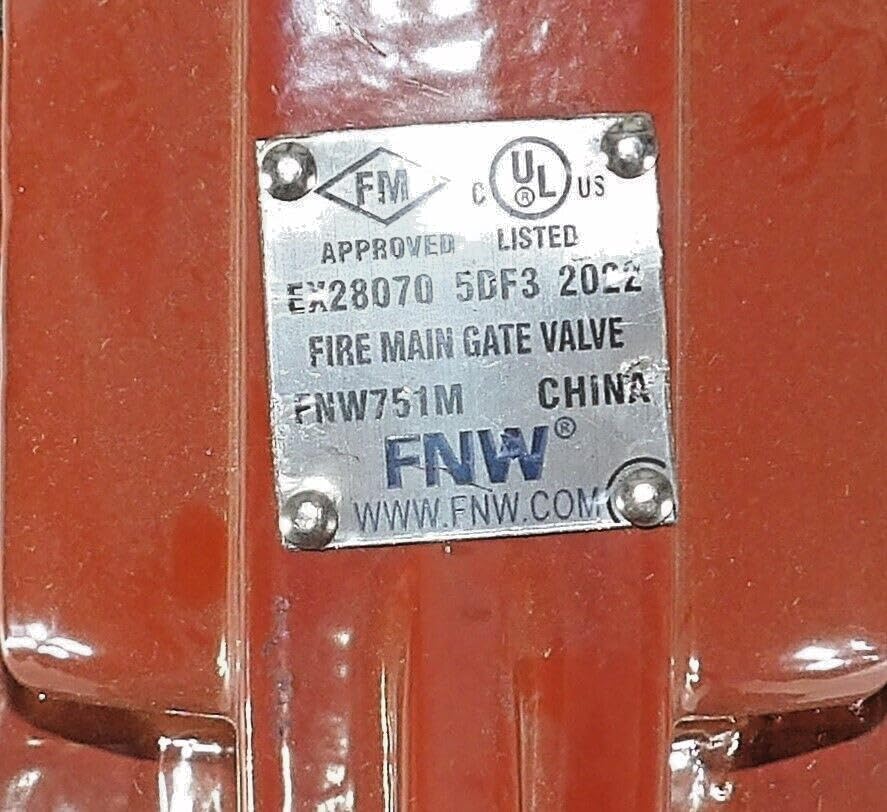 FM C UL® US
APPROVED LISTED
EX28070 5DF3 2022
FIRE MAIN GATE VALVE
FNW751M CHINA
FNW®
WWW.FNW.COM